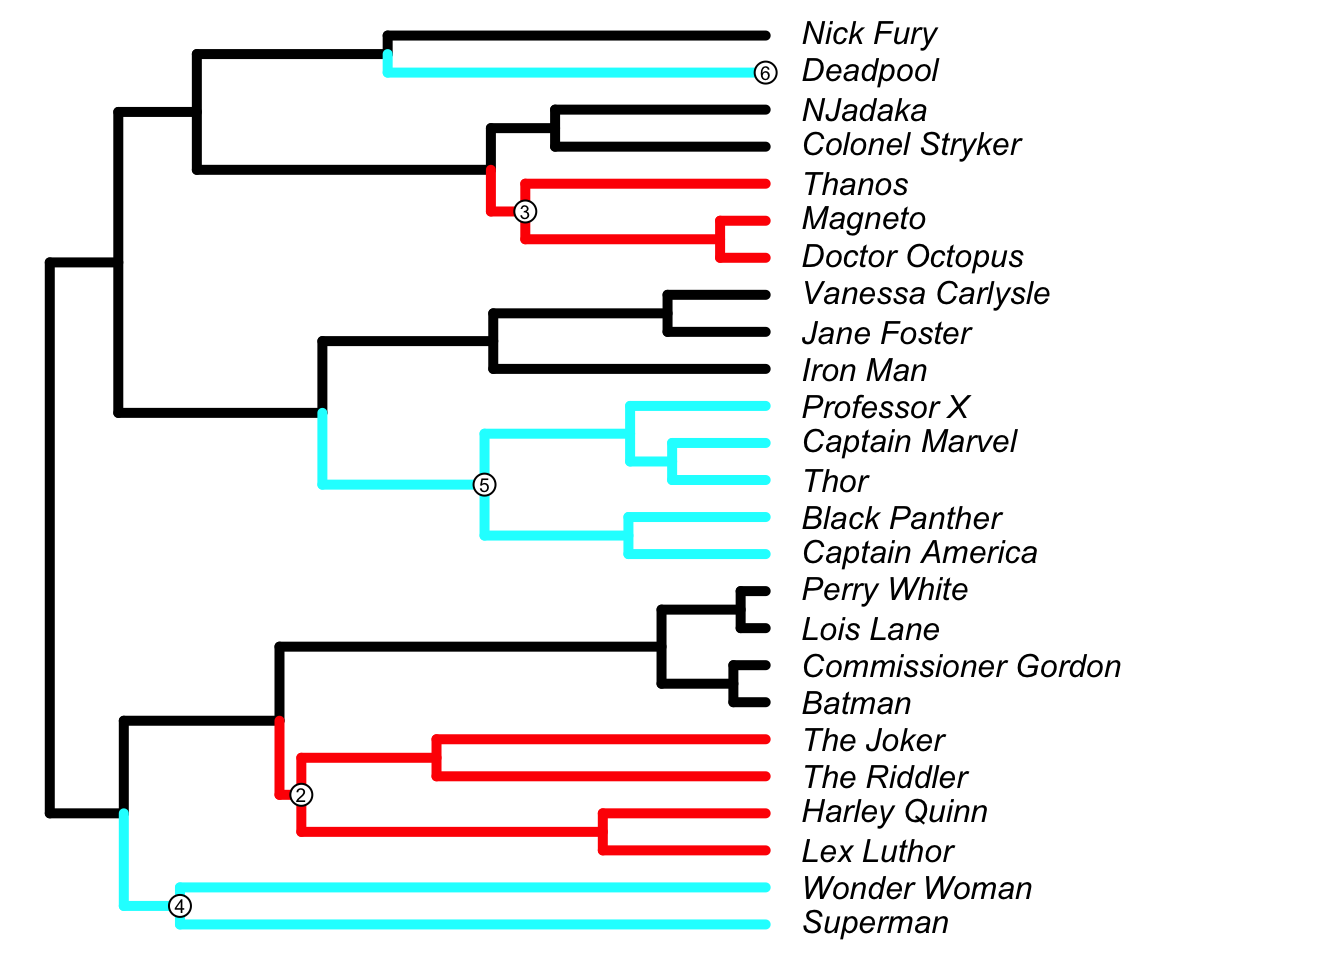 Nick Fury
6 Deadpool
NJadaka
Colonel Stryker
Thanos
3
Magneto
Doctor Octopus
Vanessa Carlysle
Jane Foster
Iron Man
Professor X
Captain Marvel
Thor
5
Black Panther
Captain America
Perry White
Lois Lane
Commissioner Gordon
Batman
The Joker
The Riddler
2
Harley Quinn
Lex Luthor
Wonder Woman
4
Superman